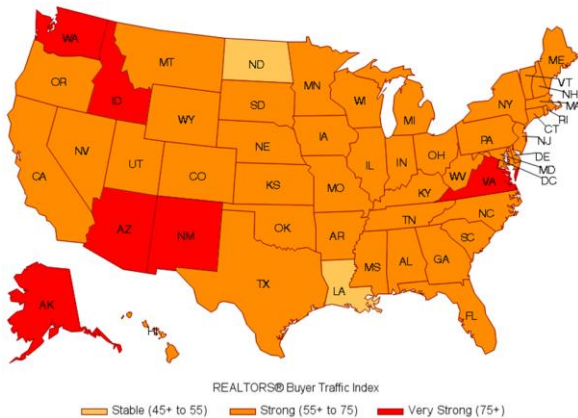 WA
MT
ND
MN
ME
VT
NH
MA
RI
CT
NJ
DE
MD
DC
OR
ID
WY
SD
WI
MI
NY
PA
NV
UT
CO
NE
IA
IL
IN
OH
WV
VA
CA
KS
MO
KY
NC
AZ
NM
OK
AR
TN
SC
TX
LA
MS
AL
GA
FL
AK
HI
REALTORS® Buyer Traffic Index
Stable (45+ to 55) Strong (55+ to 75) Very Strong (75+)